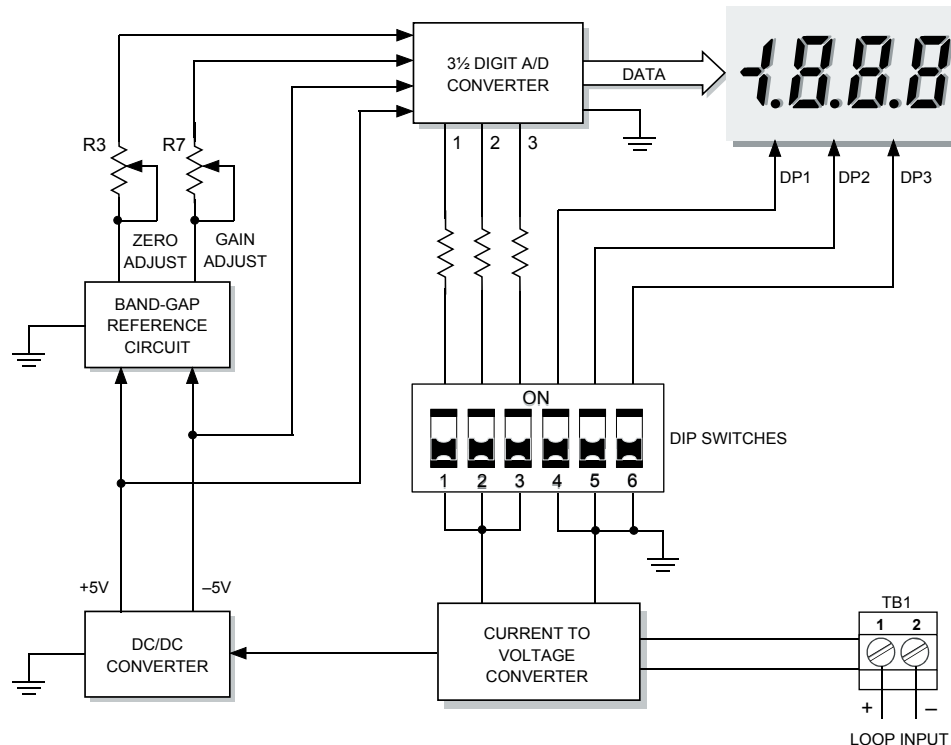 3½ DIGIT A/D
CONVERTER
DATA
-1.8.8.8
R3
R7
1 2 3
DP1 DP2 DP3
ZERO
ADJUST
GAIN
ADJUST
BAND-GAP
REFERENCE
CIRCUIT
ON
1 2 3 4 5 6
DIP SWITCHES
+5V
–5V
DC/DC
CONVERTER
CURRENT TO
VOLTAGE
CONVERTER
TB1
1 2
+ –
LOOP INPUT